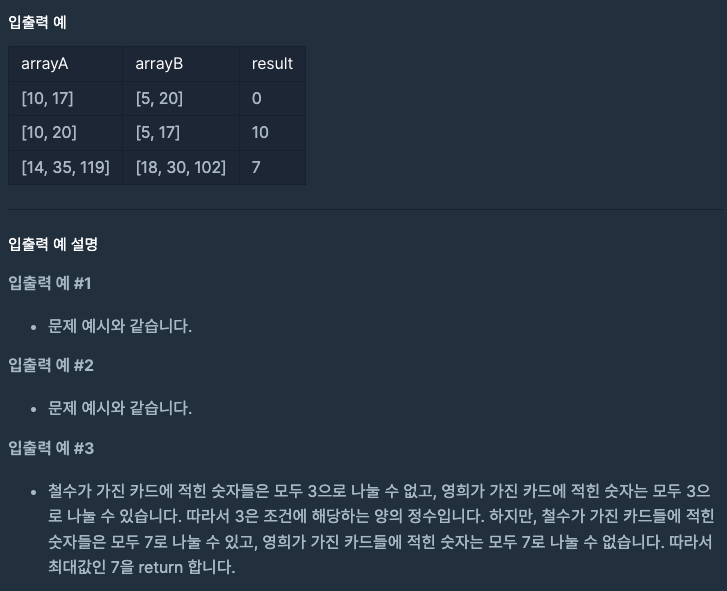 입출력 예
arrayA arrayB result
[10, 17] [5, 20] 0
[10, 20] [5, 17] 10
[14, 35, 119] [18, 30, 102] 7
입출력 예 설명
입출력 예 #1
• 문제 예시와 같습니다.
입출력 예 #2
• 문제 예시와 같습니다.
입출력 예 #3
• 철수가 가진 카드에 적힌 숫자들은 모두 3으로 나눌 수 없고, 영희가 가진 카드에 적힌 숫자는 모두 3으
로 나눌 수 있습니다. 따라서 3은 조건에 해당하는 양의 정수입니다. 하지만, 철수가 가진 카드들에 적힌
숫자들은 모두 7로 나눌 수 있고, 영희가 가진 카드들에 적힌 숫자는 모두 7로 나눌 수 없습니다. 따라서
최대값인 7을 return 합니다.